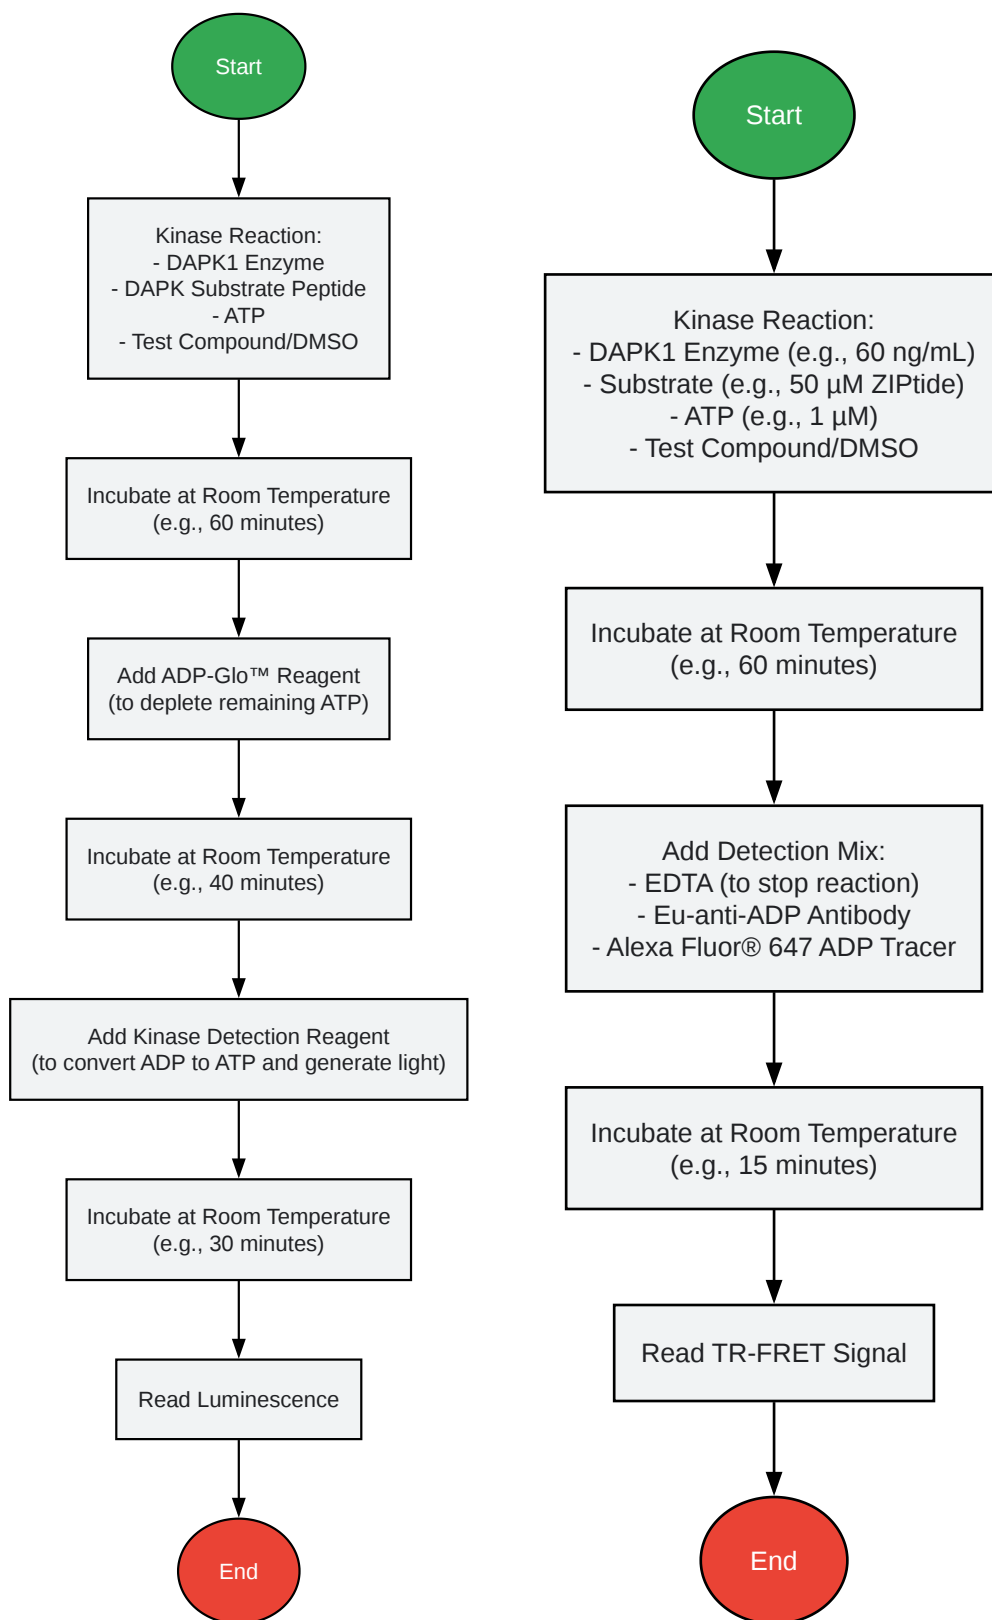 Start
Kinase Reaction:
- DAPK1 Enzyme
- DAPK Substrate Peptide
- ATP
- Test Compound/DMSO
Incubate at Room Temperature
(e.g., 60 minutes)
Add ADP-Glo™ Reagent
(to deplete remaining ATP)
Incubate at Room Temperature
(e.g., 40 minutes)
Add Kinase Detection Reagent
(to convert ADP to ATP and generate light)
Incubate at Room Temperature
(e.g., 30 minutes)
Read Luminescence
End
Start
Kinase Reaction:
- DAPK1 Enzyme (e.g., 60 ng/mL)
- Substrate (e.g., 50 µM ZIPtide)
- ATP (e.g., 1 µM)
- Test Compound/DMSO
Incubate at Room Temperature
(e.g., 60 minutes)
Add Detection Mix:
- EDTA (to stop reaction)
- Eu-anti-ADP Antibody
- Alexa Fluor® 647 ADP Tracer
Incubate at Room Temperature
(e.g., 15 minutes)
Read TR-FRET Signal
End